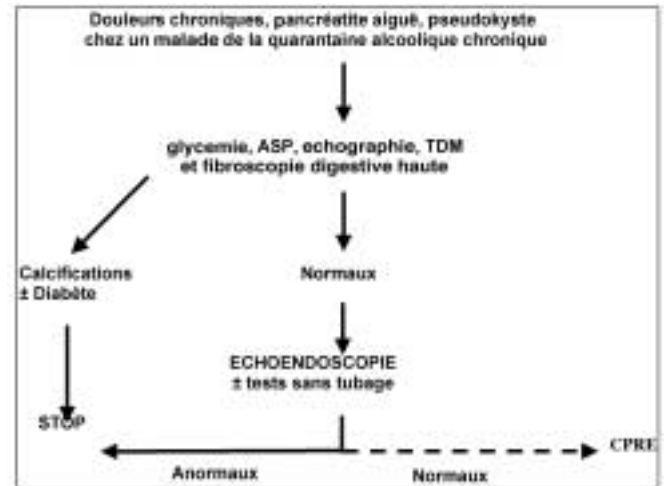 Douleurs chroniques, pancréatite aiguë, pseudokyste
chez un malade de la quarantaine alcoolique chronique
glycemie, ASP, echographie, TDM
et fibroscopie digestive haute
Calcifications
± Diabète
Normaux
ECHOENDOSCOPIE
± tests sans tubage
STOP
CPRE
Anormaux
Normaux